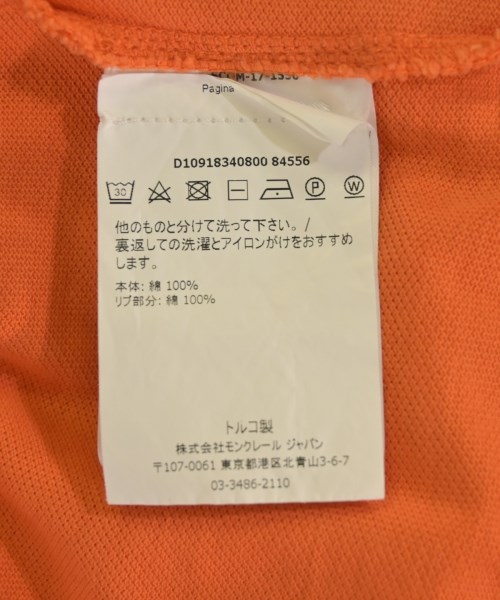 Pagina
D10918340800 84556
30 P W
他のものと分けて洗って下さい。/
裏返しての洗濯とアイロンがけをおすすめ
します。
本体: 綿 100%
リブ部分: 綿 100%
トルコ製
株式会社モンクレール ジャパン
〒107-0061 東京都港区北青山3-6-7
03-3486-2110